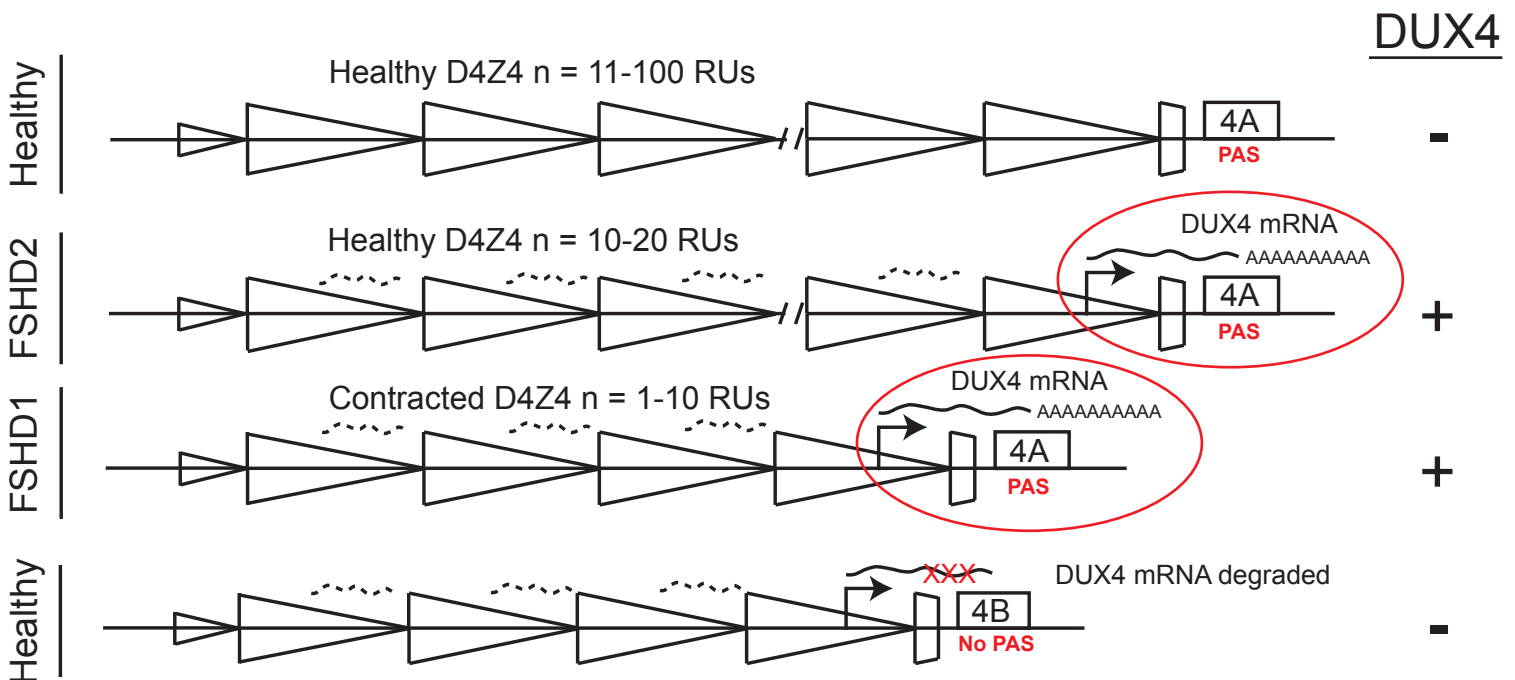 DUX4
Healthy
Healthy D4Z4 n = 11-100 RUs
4A
PAS
-
FSHD2
Healthy D4Z4 n = 10-20 RUs
DUX4 mRNA
AAAAAAAAAA
4A
PAS
+
FSHD1
Contracted D4Z4 n = 1-10 RUs
DUX4 mRNA
AAAAAAAAAA
4A
PAS
+
Healthy
XXX
DUX4 mRNA degraded
4B
No PAS
-